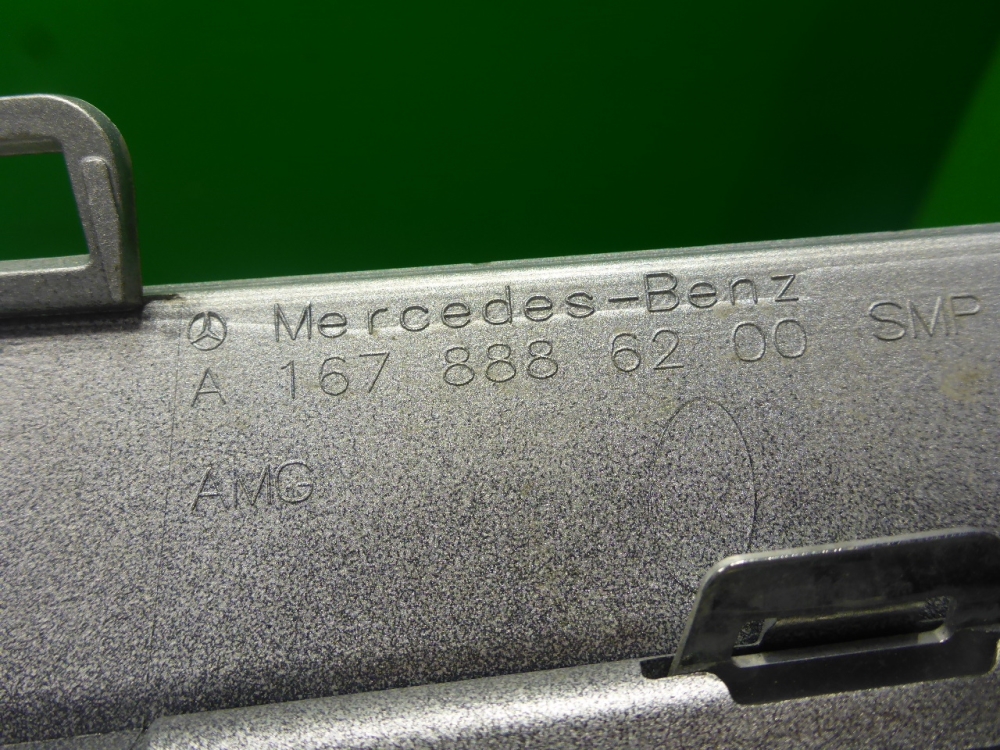 Mercedes-Benz
A 167 888 62 00 SMP
AMG